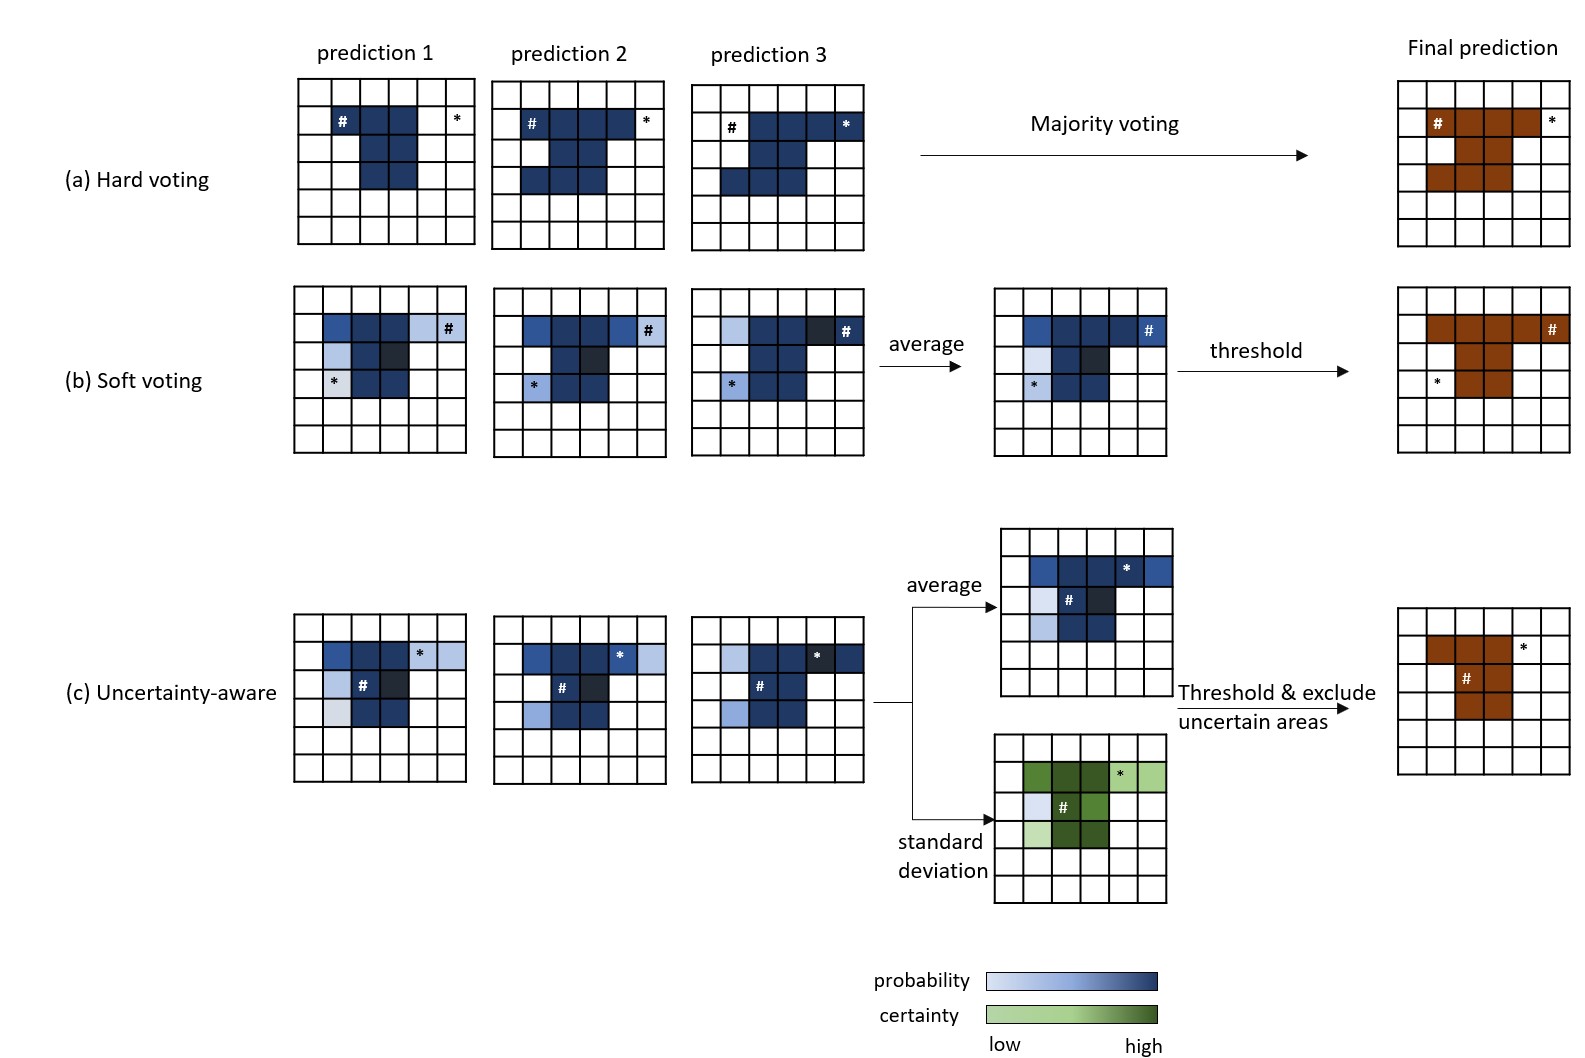 prediction 1
prediction 2
prediction 3
Final prediction
(a) Hard voting
# *
# *
# *
Majority voting
# *
(b) Soft voting
#
*
#
*
#
*
average
#
*
threshold
#
*
(c) Uncertainty-aware
*
#
*
#
*
#
average
*
#
standard
deviation
*
#
Threshold & exclude
uncertain areas
*
#
probability
certainty
low high